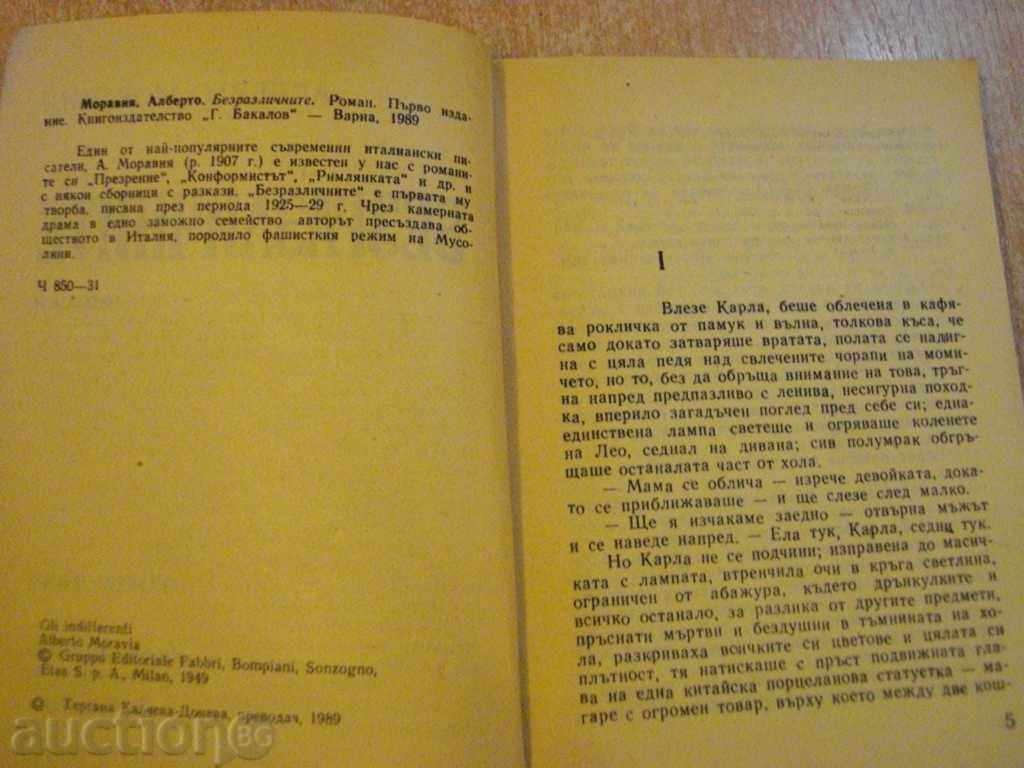 Моравия, Алберто. Безразличните. Роман. Първо изда-
ние. Книгоиздателство „Г. Бакалов“ — Варна, 1989
Един от най-популярните съвременни италиански пи-
сатели, А. Моравия (р. 1907 г.) е известен у нас с романи-
те си „Презрение“, „Конформистът“, „Римлянката“ и др. и
с някои сборници с разкази. „Безразличните“ е първата му
творба, писана през периода 1925—29 г. Чрез камерната
драма в едно заможно семейство авторът пресъздава об-
ществото в Италия, породило фашисткия режим на Мусо-
лини.
Ч 850—31
Gli indifferenti
Alberto Moravia
© Gruppo Editoriale Fabbri, Bompiani, Sonzogno,
Etas S. p. A., Milao, 1949
© Гергана Калчева-Донева, преводач, 1989
I
Влезе Карла, беше облечена в кафя-
ва рокличка от памук и вълна, толкова къса, че
само докато затваряше вратата, полата се надиг-
на с цяла педя над свлечените чорапи на моми-
чето, но то, без да обръща внимание на това, тръг-
на напред предпазливо с ленива, несигурна поход-
ка, вперило загадъчен поглед пред себе си; една-
единствена лампа светеше и огряваше коленете
на Лео, седнал на дивана; сив полумрак обгръ-
щаше останалата част от хола.
— Мама се облича — изрече девойката, дока-
то се приближаваше — и ще слезе след малко.
— Ще я изчакаме заедно — отвърна мъжът
и се наведе напред. — Ела тук, Карла, седни тук.
Но Карла не се подчини; изправена до масич-
ката с лампата, втренчила очи в кръга светлина,
ограничен от абажура, където дрънкулките и
всичко останало, за разлика от другите предмети,
пръснати мъртви и бездушни в тъмнината на хо-
ла, разкриваха всичките си цветове и цялата си
плътност, тя натискаше с пръст подвижната гла-
ва на една китайска порцеланова статуетка — ма-
гаре с огромен товар, върху което между две кош-
5
auction BG